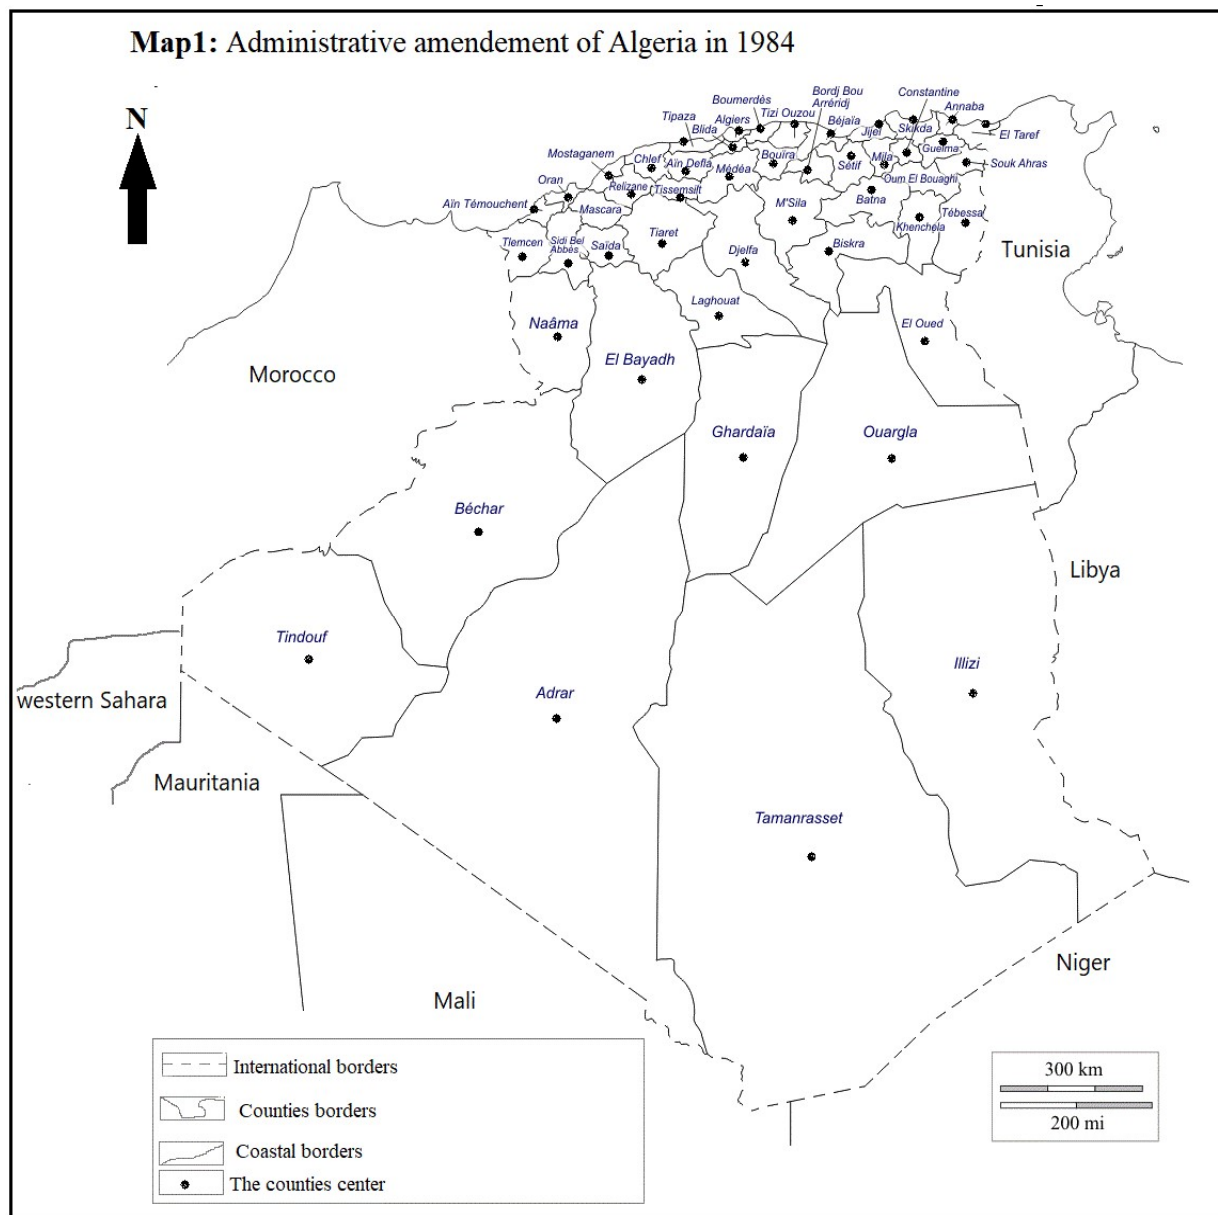 Map1: Administrative amendement of Algeria in 1984
N
Constantine
Bordj Bou
Arréridj
Annaba
Boumerdès
Tizi Ouzou
Tipaza
Algiers
Béjaïa
Jijel
Skikda
El Taref
Blida
Guelma
Mostaganem
Chlef
Aïn Defla
Médéa
Bouira
Sétif
Mila
Souk Ahras
Oum El Bouaghi
Oran
Relizane
Tissemsilt
Batna
Aïn Témouchent
Mascara
M'Sila
Khenchela
Tébessa
Tlemcen
Sidi Bel
Abbès
Saïda
Tiaret
Djelfa
Biskra
Tunisia
Laghouat
Naâma
El Oued
El Bayadh
Morocco
Ghardaïa
Ouargla
Béchar
Libya
Tindouf
Illizi
Adrar
western Sahara
Mauritania
Tamanrasset
Niger
Mali
International borders
Counties borders
Coastal borders
The counties center
300 km
200 mi